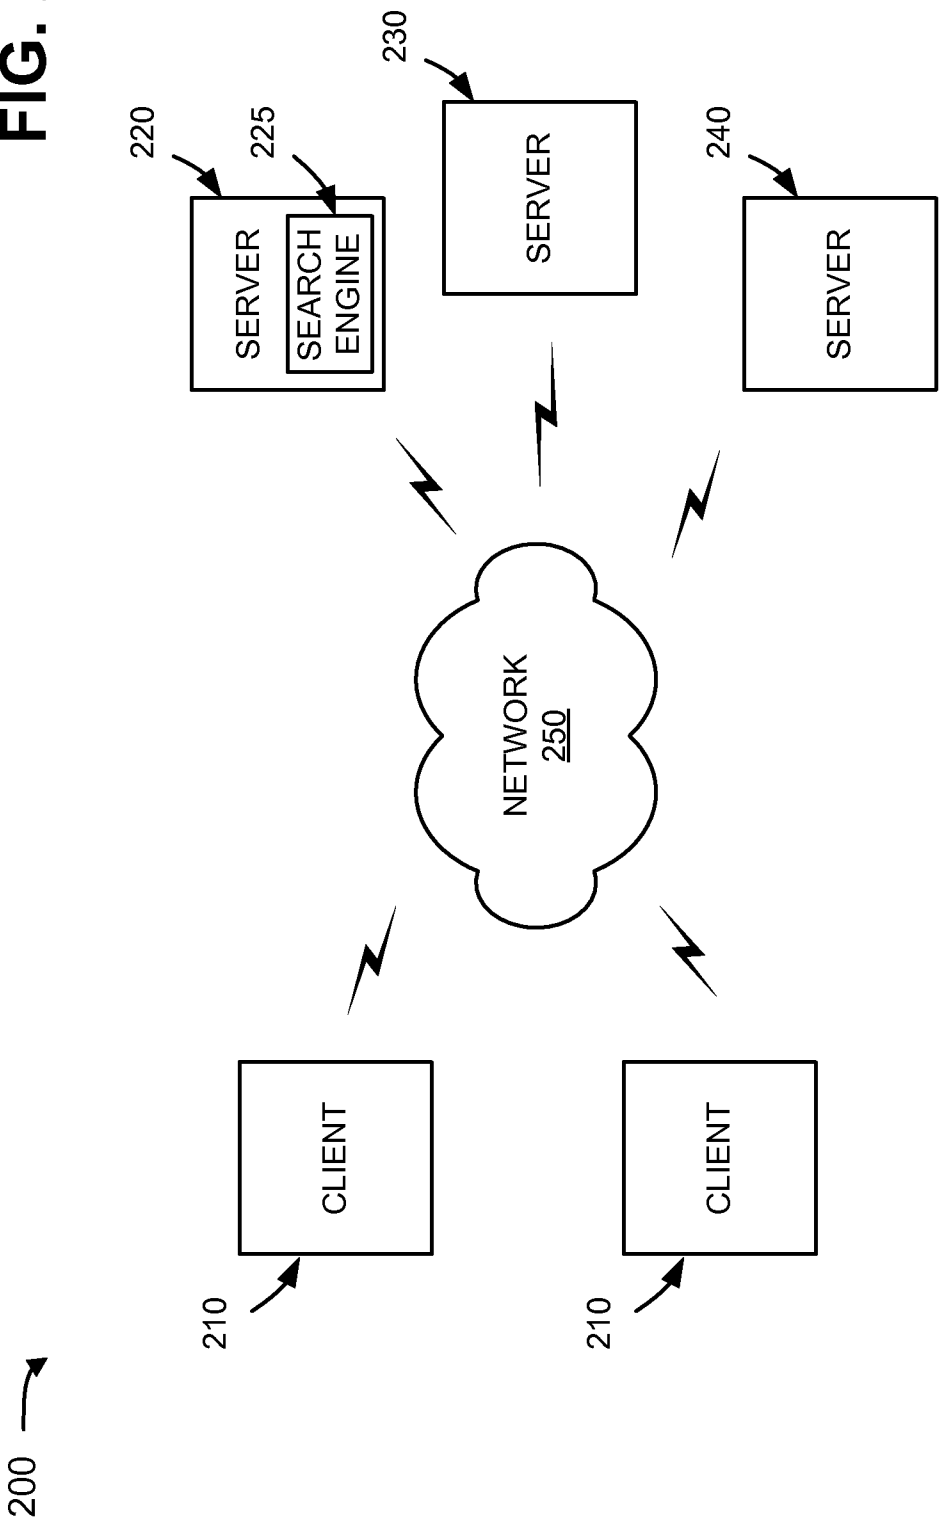 FIG.
200
210
CLIENT
210
CLIENT
NETWORK
250
220
SERVER
225
SEARCH
ENGINE
230
SERVER
240
SERVER